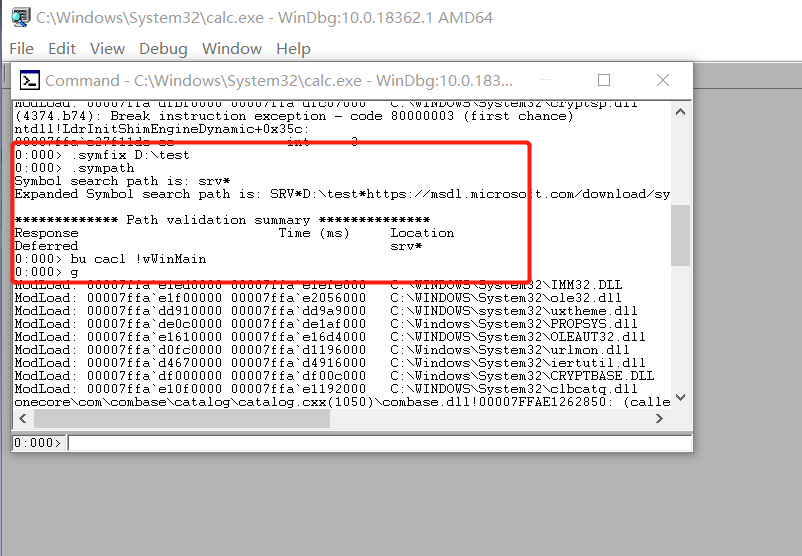 C:\Windows\System32\calc.exe - WinDbg:10.0.18362.1 AMD64
File Edit View Debug Window Help
Command - C:\Windows\System32\calc.exe - WinDbg:10.0.183...
ModLoad: 00007ffa`dfbf0000 00007ffa`dfc07000 C:\WINDOWS\System32\cryptsp.dll
(4374.b74): Break instruction exception - code 80000003 (first chance)
ntdll!LdrInitShimEngineDynamic+0x35c:
int 3
0:000> .symfix D:\test
0:000> .sympath
Symbol search path is: srv*
Expanded Symbol search path is: SRV*D:\test*https://msdl.microsoft.com/download/sy
************* Path validation summary **************
Response Time (ms) Location
Deferred srv*
0:000> bu cacl !wWinMain
0:000> g
ModLoad: 00007ffa`e1ed0000 00007ffa`e1efe000 C:\WINDOWS\System32\IMM32.DLL
ModLoad: 00007ffa`e1f00000 00007ffa`e2056000 C:\WINDOWS\System32\ole32.dll
ModLoad: 00007ffa`dd910000 00007ffa`dd9a9000 C:\WINDOWS\System32\uxtheme.dll
ModLoad: 00007ffa`de0c0000 00007ffa`de1af000 C:\Windows\System32\PROPSYS.dll
ModLoad: 00007ffa`e1610000 00007ffa`e16d4000 C:\WINDOWS\System32\OLEAUT32.dll
ModLoad: 00007ffa`d0fc0000 00007ffa`d1196000 C:\Windows\System32\urlmon.dll
ModLoad: 00007ffa`d4670000 00007ffa`d4916000 C:\Windows\System32\iertutil.dll
ModLoad: 00007ffa`df000000 00007ffa`df00c000 C:\Windows\System32\CRYPTBASE.DLL
ModLoad: 00007ffa`e10f0000 00007ffa`e1192000 C:\WINDOWS\System32\clbcatq.dll
onecore\com\combase\catalog\catalog.cxx(1050)\combase.dll!00007FFAE1262850: (calle
0:000>